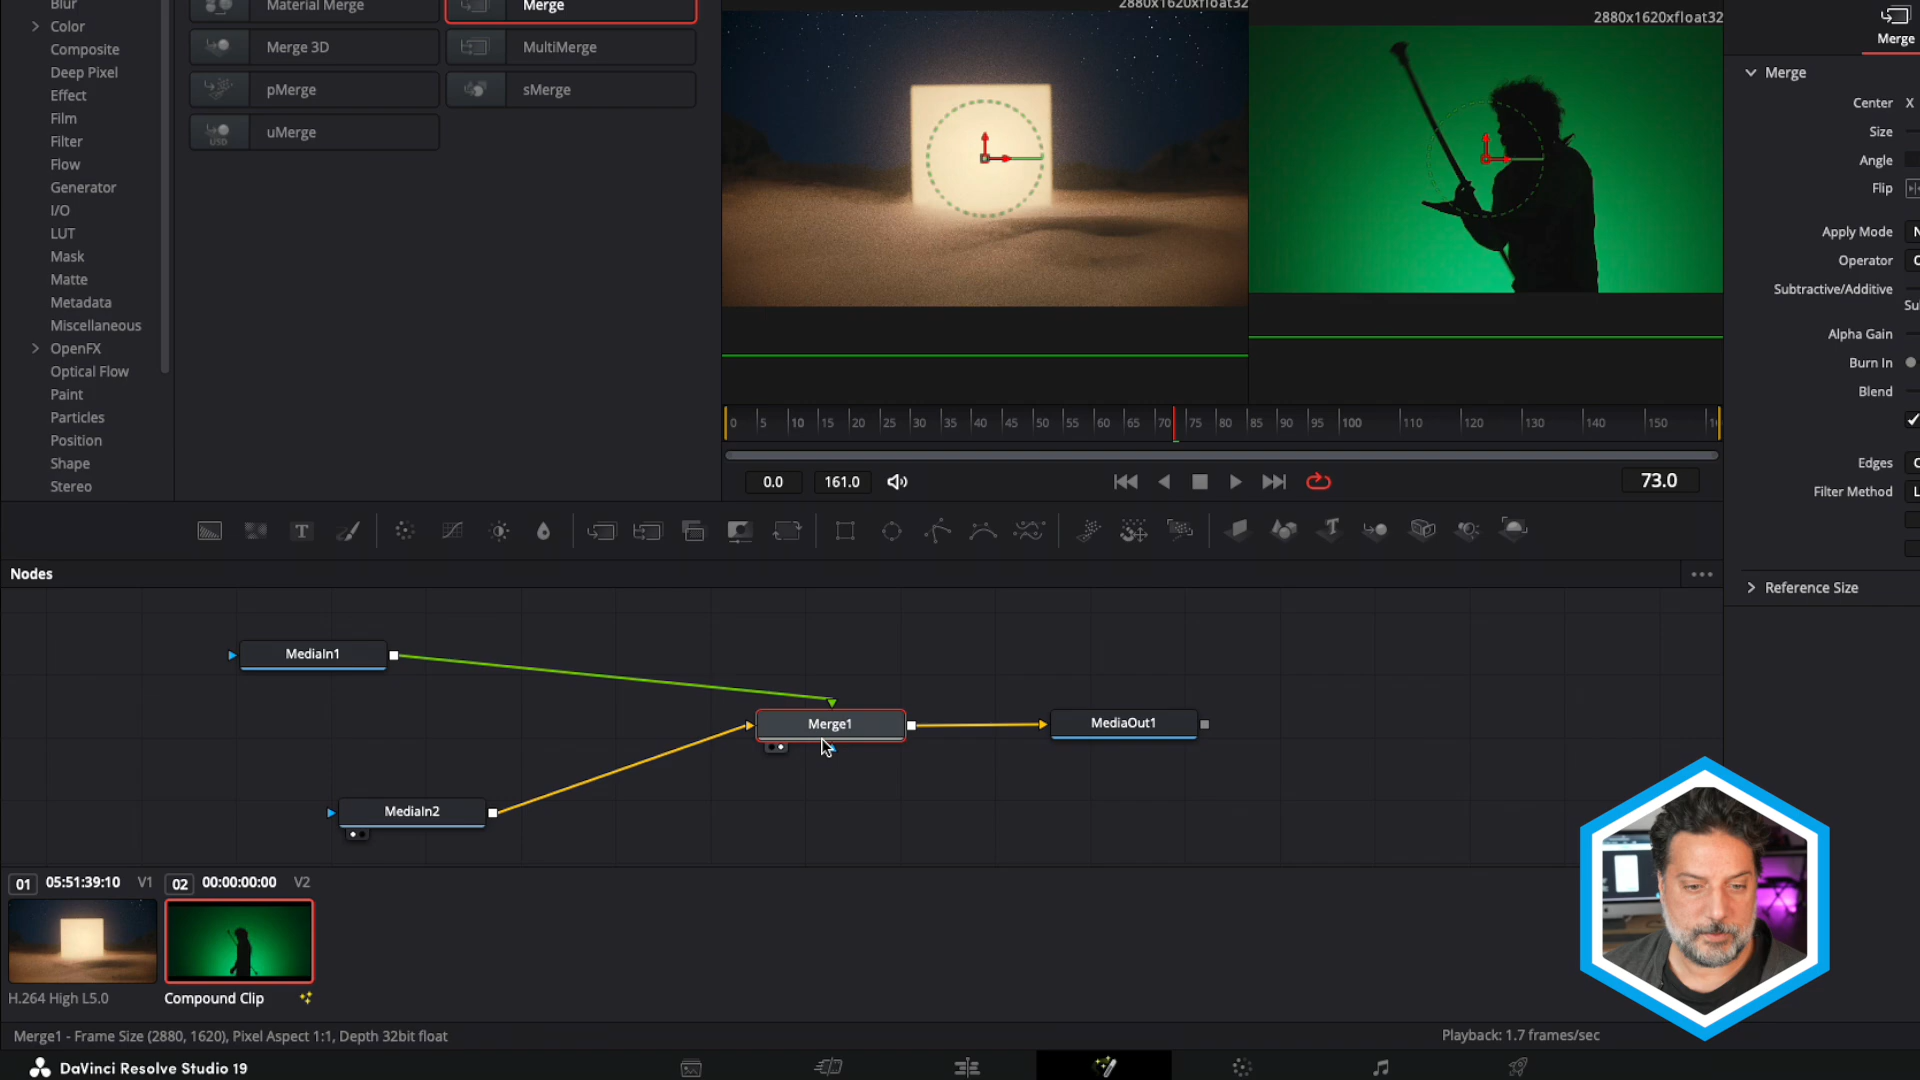 Blur
Color
Composite
Deep Pixel
Effect
Film
Filter
Flow
Generator
I/O
LUT
Mask
Matte
Metadata
Miscellaneous
OpenFX
Optical Flow
Paint
Particles
Position
Shape
Stereo
Material Merge
Merge
Merge 3D
MultiMerge
pMerge
sMerge
USD
uMerge
2880x1620xfloat32
2880x1620xfloat32
Merge
Merge
Center X
Size
Angle
Flip
Apply Mode
Operator
Subtractive/Additive
Alpha Gain
Burn In
Blend
Edges
Filter Method
Reference Size
0 5 10 15 20 25 30 35 40 45 50 55 60 65 70 75 80 85 90 95 100 110 120 130 140 150
0.0 161.0 73.0
Nodes
MediaIn1
Merge1
MediaOut1
MediaIn2
01 05:51:39:10 V1 02 00:00:00:00 V2
H.264 High L5.0
Compound Clip
Merge1 - Frame Size (2880, 1620), Pixel Aspect 1:1, Depth 32bit float
Playback: 1.7 frames/sec
DaVinci Resolve Studio 19